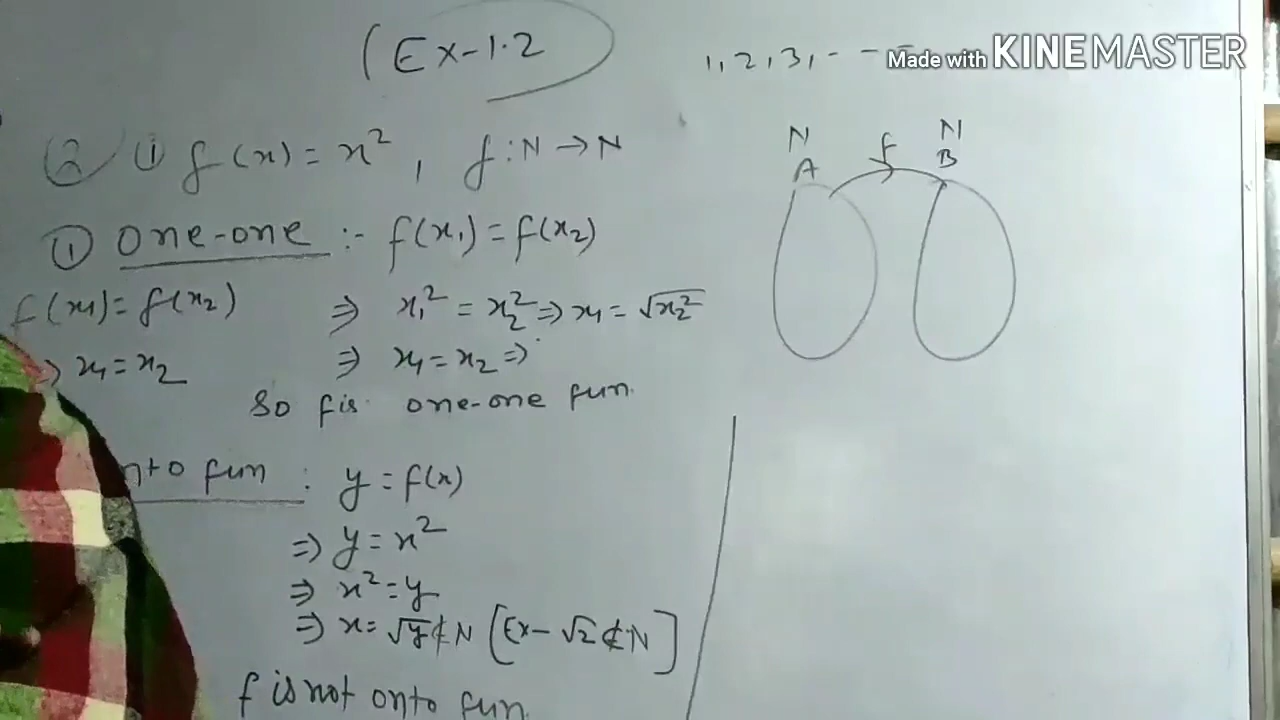 (Ex-1.2
1, 2, 3, - - -
Made with KINEMASTER
② ① f(x) = x², f: N → N
N f N
A B
① one-one :- f(x₁) = f(x₂)
f(x₁) = f(x₂) ⇒ x₁² = x₂² ⇒ x₁ = √x₂²
⇒ x₁ = x₂ ⇒ x₁ = x₂ ⇒
So f is one-one fun.
nto fun : y = f(x)
⇒ y = x²
⇒ x² = y
⇒ x = √y ∉ N [Ex- √2 ∉ N]
f is not onto fun